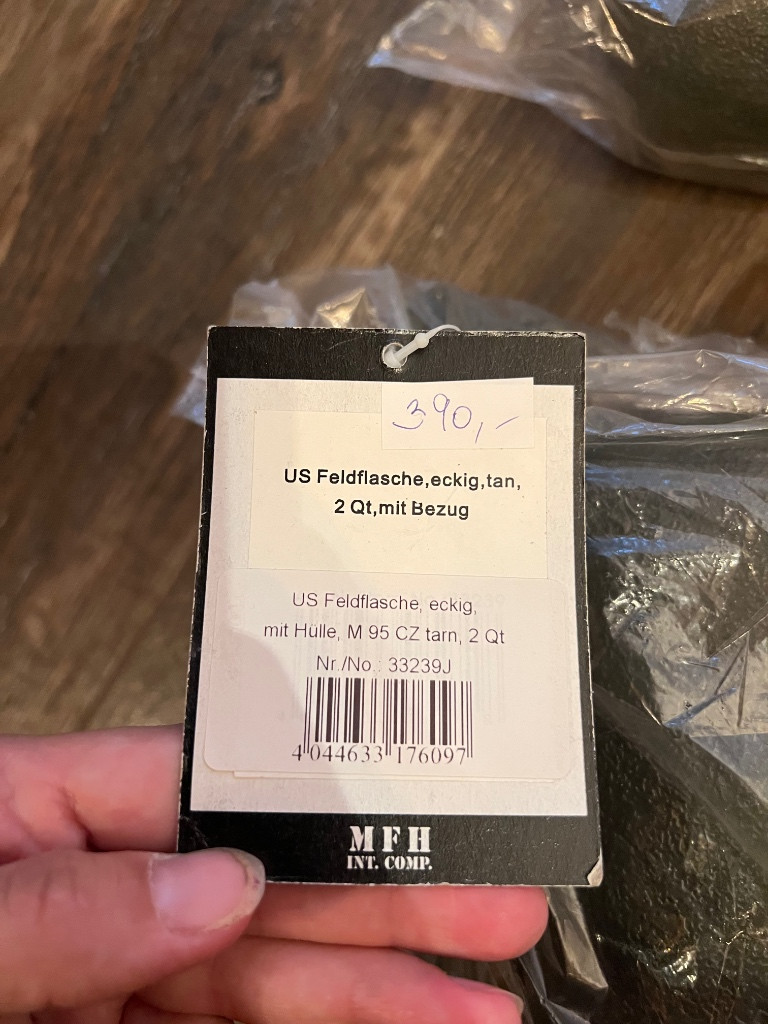 390,-
US Feldflasche,eckig,tan,
2 Qt,mit Bezug
US Feldflasche, eckig,
mit Hülle, M 95 CZ tarn, 2 Qt
Nr./No.: 33239J
4 044633 176097
MFH
INT. COMP.